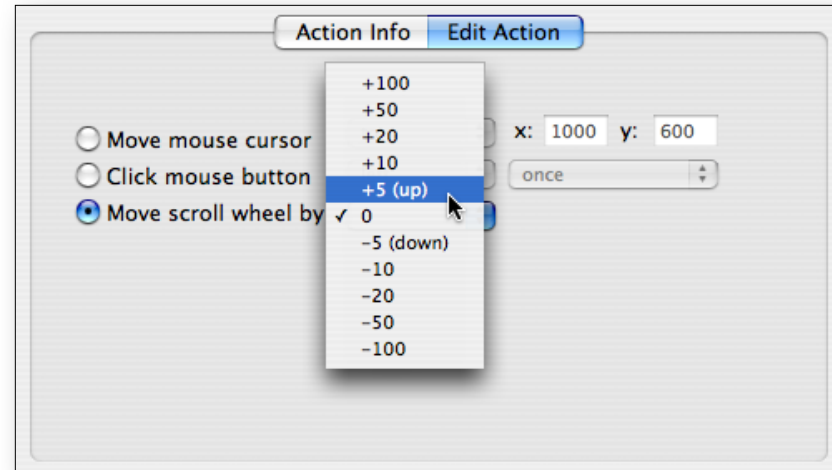 Action Info Edit Action
+100
+50
+20
+10
+5 (up)
✓ 0
−5 (down)
−10
−20
−50
−100
Move mouse cursor x: 1000 y: 600
Click mouse button once
Move scroll wheel by